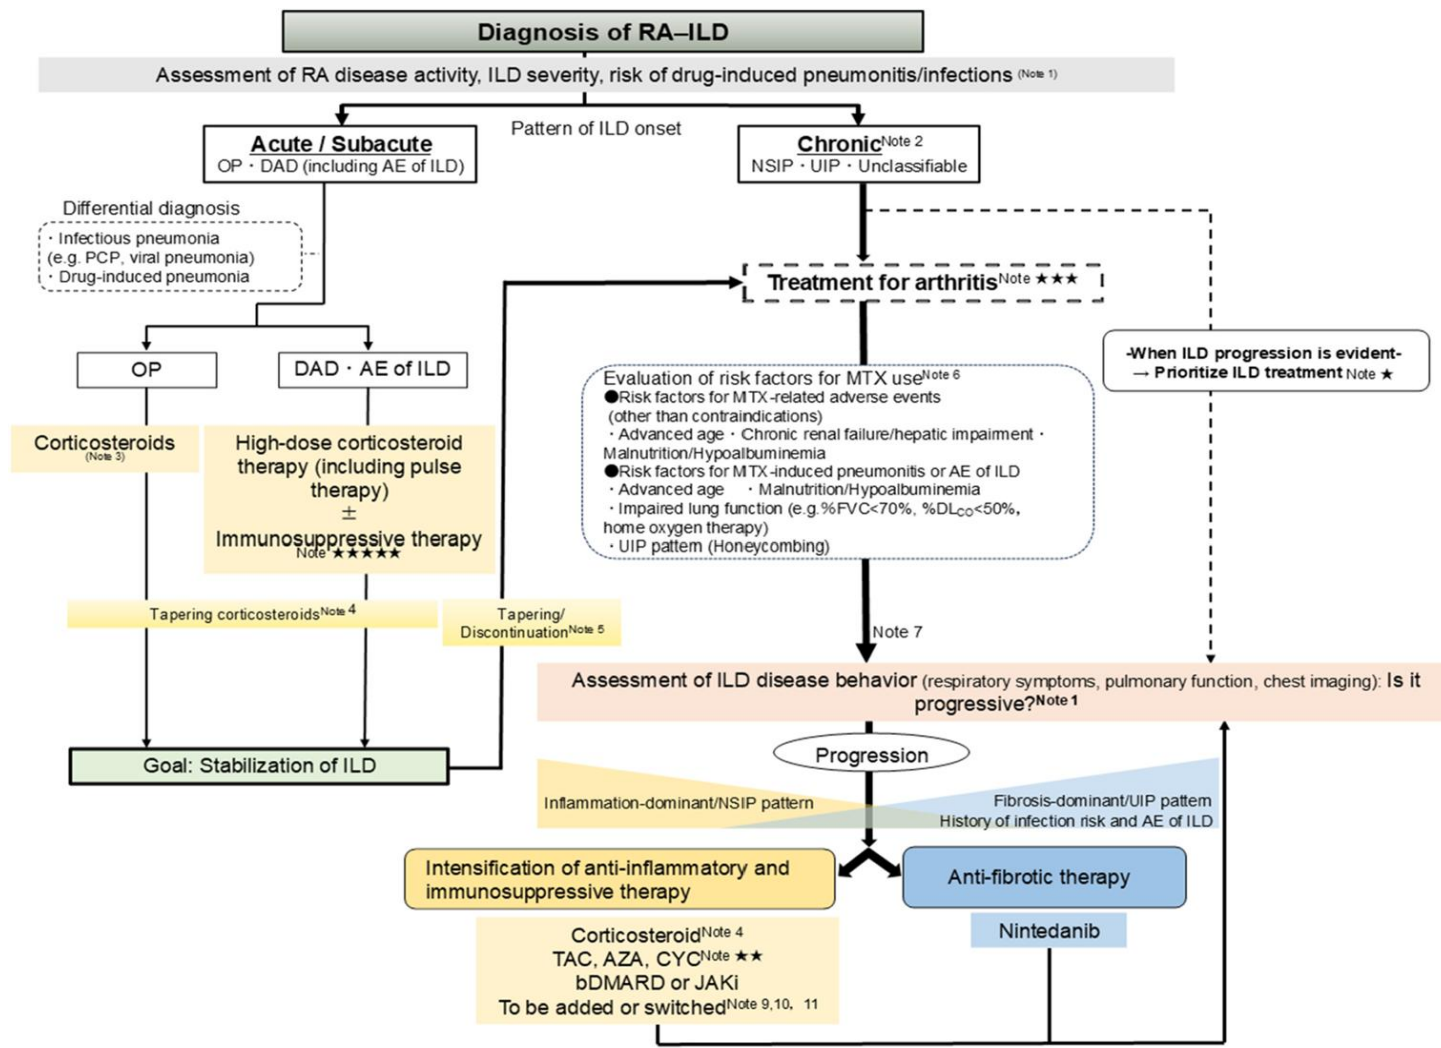 Diagnosis of RA–ILD
Assessment of RA disease activity, ILD severity, risk of drug-induced pneumonitis/infections (Note 1)
Pattern of ILD onset
Acute / Subacute
OP・DAD (including AE of ILD)
Chronic Note 2
NSIP・UIP・Unclassifiable
Differential diagnosis
・Infectious pneumonia
(e.g. PCP, viral pneumonia)
・Drug-induced pneumonia
OP
DAD・AE of ILD
Corticosteroids
(Note 3)
High-dose corticosteroid
therapy (including pulse
therapy)
±
Immunosuppressive therapy
Note ★★★★★
Tapering corticosteroids Note 4
Goal: Stabilization of ILD
Tapering/
Discontinuation Note 5
Treatment for arthritis Note ★★★
-When ILD progression is evident-
→ Prioritize ILD treatment Note ★
Evaluation of risk factors for MTX use Note 6
●Risk factors for MTX-related adverse events
(other than contraindications)
・Advanced age・Chronic renal failure/hepatic impairment・
Malnutrition/Hypoalbuminemia
●Risk factors for MTX-induced pneumonitis or AE of ILD
・Advanced age ・Malnutrition/Hypoalbuminemia
・Impaired lung function (e.g.%FVC<70%, %DLCO<50%,
home oxygen therapy)
・UIP pattern (Honeycombing)
Note 7
Assessment of ILD disease behavior (respiratory symptoms, pulmonary function, chest imaging): Is it
progressive? Note 1
Progression
Inflammation-dominant/NSIP pattern
Fibrosis-dominant/UIP pattern
History of infection risk and AE of ILD
Intensification of anti-inflammatory and
immunosuppressive therapy
Anti-fibrotic therapy
Corticosteroid Note 4
TAC, AZA, CYC Note ★★
bDMARD or JAKi
To be added or switched Note 9,10, 11
Nintedanib